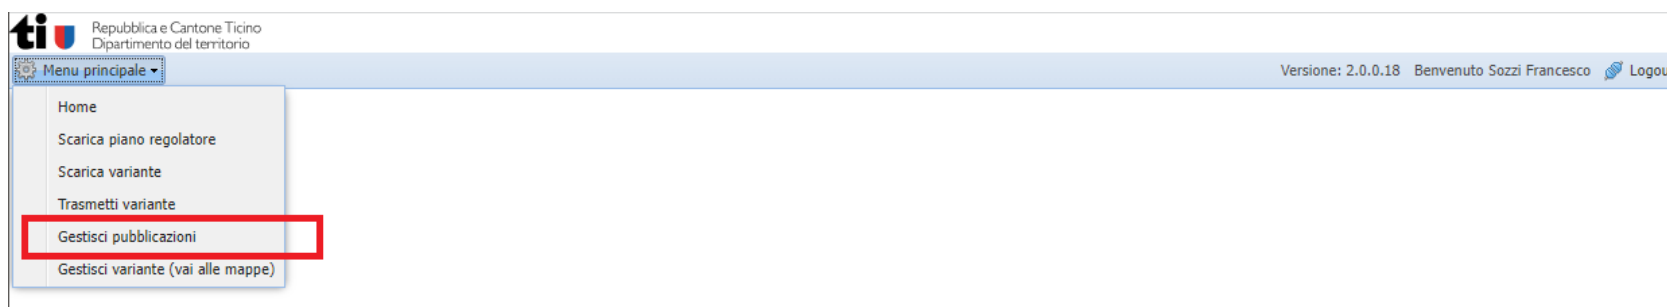 ti
Repubblica e Cantone Ticino
Dipartimento del territorio
Menu principale
Versione: 2.0.0.18 Benvenuto Sozzi Francesco Logou
Home
Scarica piano regolatore
Scarica variante
Trasmetti variante
Gestisci pubblicazioni
Gestisci variante (vai alle mappe)